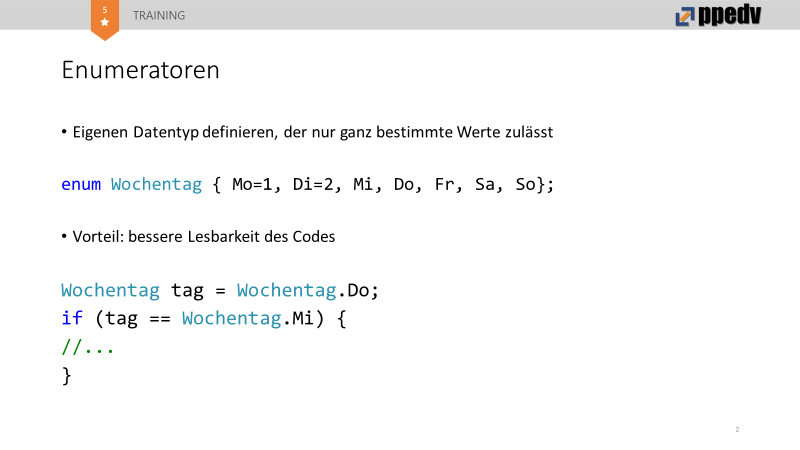 5
TRAINING
ppedv
Enumeratoren
• Eigenen Datentyp definieren, der nur ganz bestimmte Werte zulässt
enum Wochentag { Mo=1, Di=2, Mi, Do, Fr, Sa, So};
• Vorteil: bessere Lesbarkeit des Codes
Wochentag tag = Wochentag.Do;
if (tag == Wochentag.Mi) {
//...
}
2